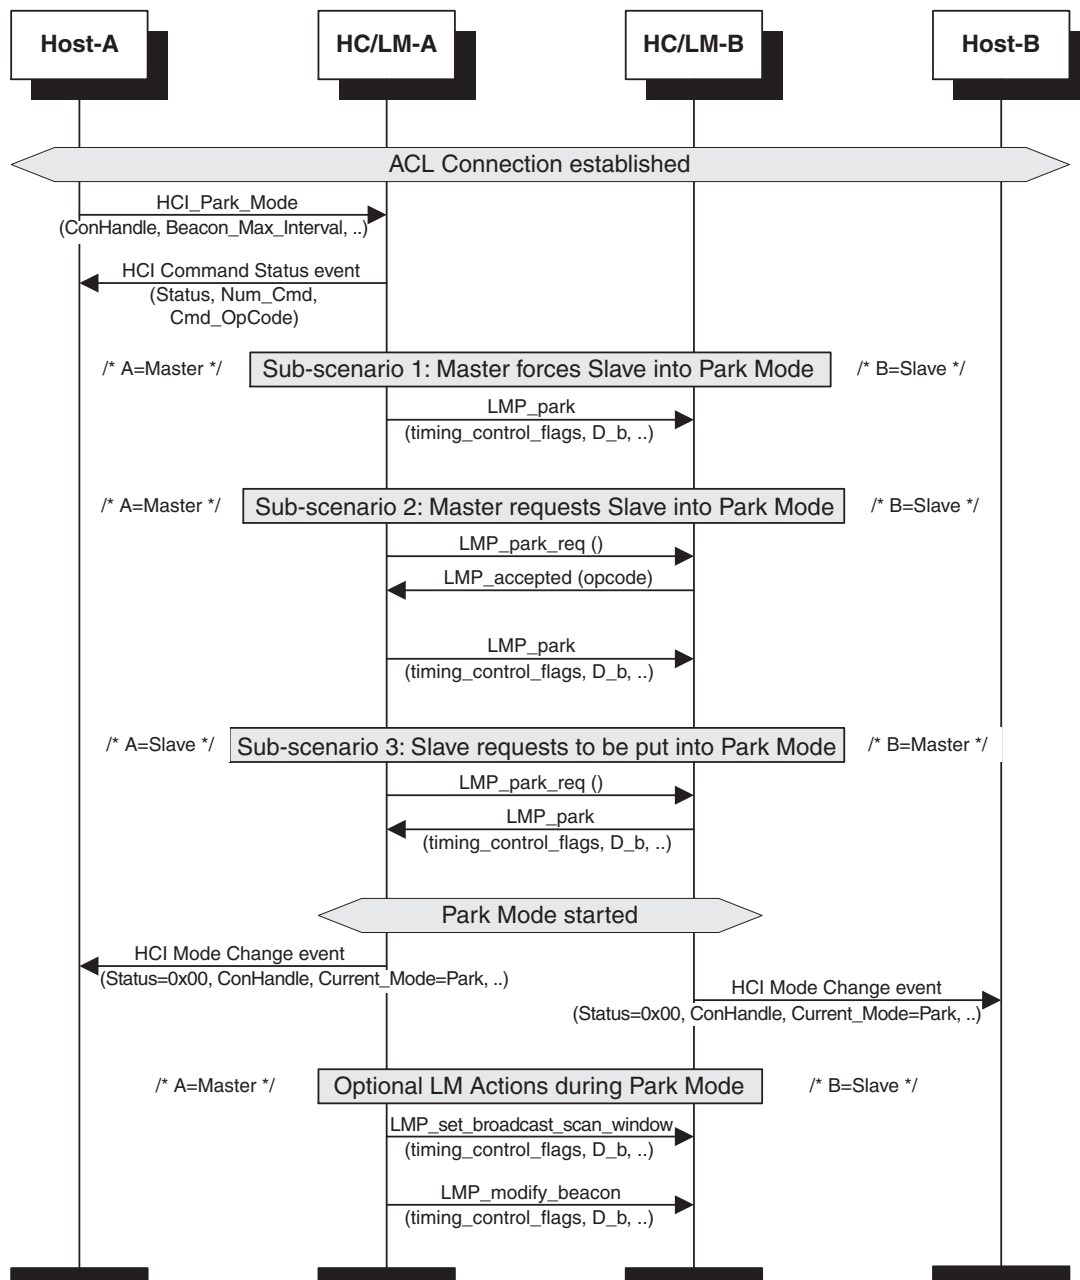 Host-A
HC/LM-A
HC/LM-B
Host-B
ACL Connection established
HCI_Park_Mode
(ConHandle, Beacon_Max_Interval, ..)
HCI Command Status event
(Status, Num_Cmd,
Cmd_OpCode)
/* A=Master */
Sub-scenario 1: Master forces Slave into Park Mode
/* B=Slave */
LMP_park
(timing_control_flags, D_b, ..)
/* A=Master */
Sub-scenario 2: Master requests Slave into Park Mode
/* B=Slave */
LMP_park_req ()
LMP_accepted (opcode)
LMP_park
(timing_control_flags, D_b, ..)
/* A=Slave */
Sub-scenario 3: Slave requests to be put into Park Mode
/* B=Master */
LMP_park_req ()
LMP_park
(timing_control_flags, D_b, ..)
Park Mode started
HCI Mode Change event
(Status=0x00, ConHandle, Current_Mode=Park, ..)
HCI Mode Change event
(Status=0x00, ConHandle, Current_Mode=Park, ..)
/* A=Master */
Optional LM Actions during Park Mode
/* B=Slave */
LMP_set_broadcast_scan_window
(timing_control_flags, D_b, ..)
LMP_modify_beacon
(timing_control_flags, D_b, ..)